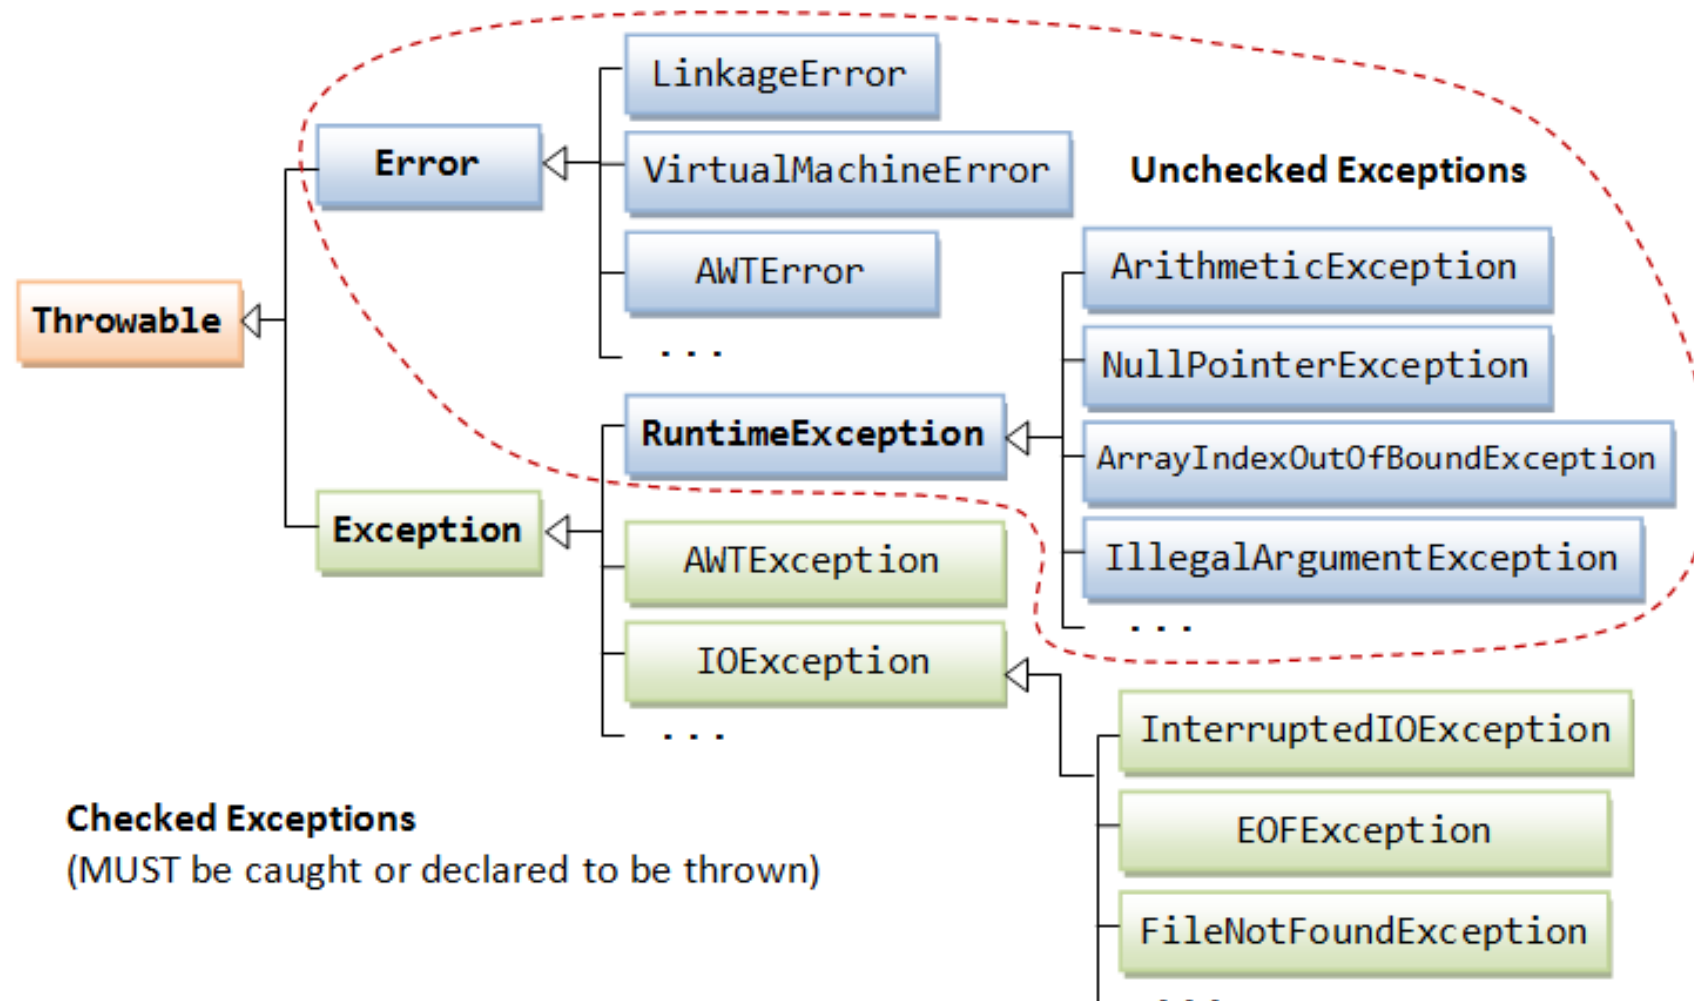 LinkageError
Error
VirtualMachineError
Unchecked Exceptions
AWTError
ArithmeticException
Throwable
...
NullPointerException
RuntimeException
ArrayIndexOutOfBoundException
Exception
AWTException
IllegalArgumentException
...
IOException
...
InterruptedIOException
Checked Exceptions
(MUST be caught or declared to be thrown)
EOFException
FileNotFoundException
...